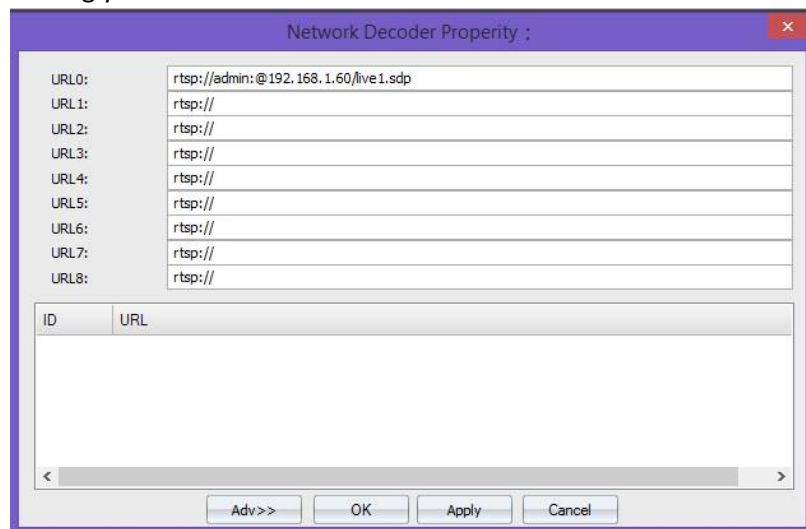 Network Decoder Properity :
URL0: rtsp://admin:@192.168.1.60/live1.sdp
URL1: rtsp://
URL2: rtsp://
URL3: rtsp://
URL4: rtsp://
URL5: rtsp://
URL6: rtsp://
URL7: rtsp://
URL8: rtsp://
ID URL
Adv>> OK Apply Cancel